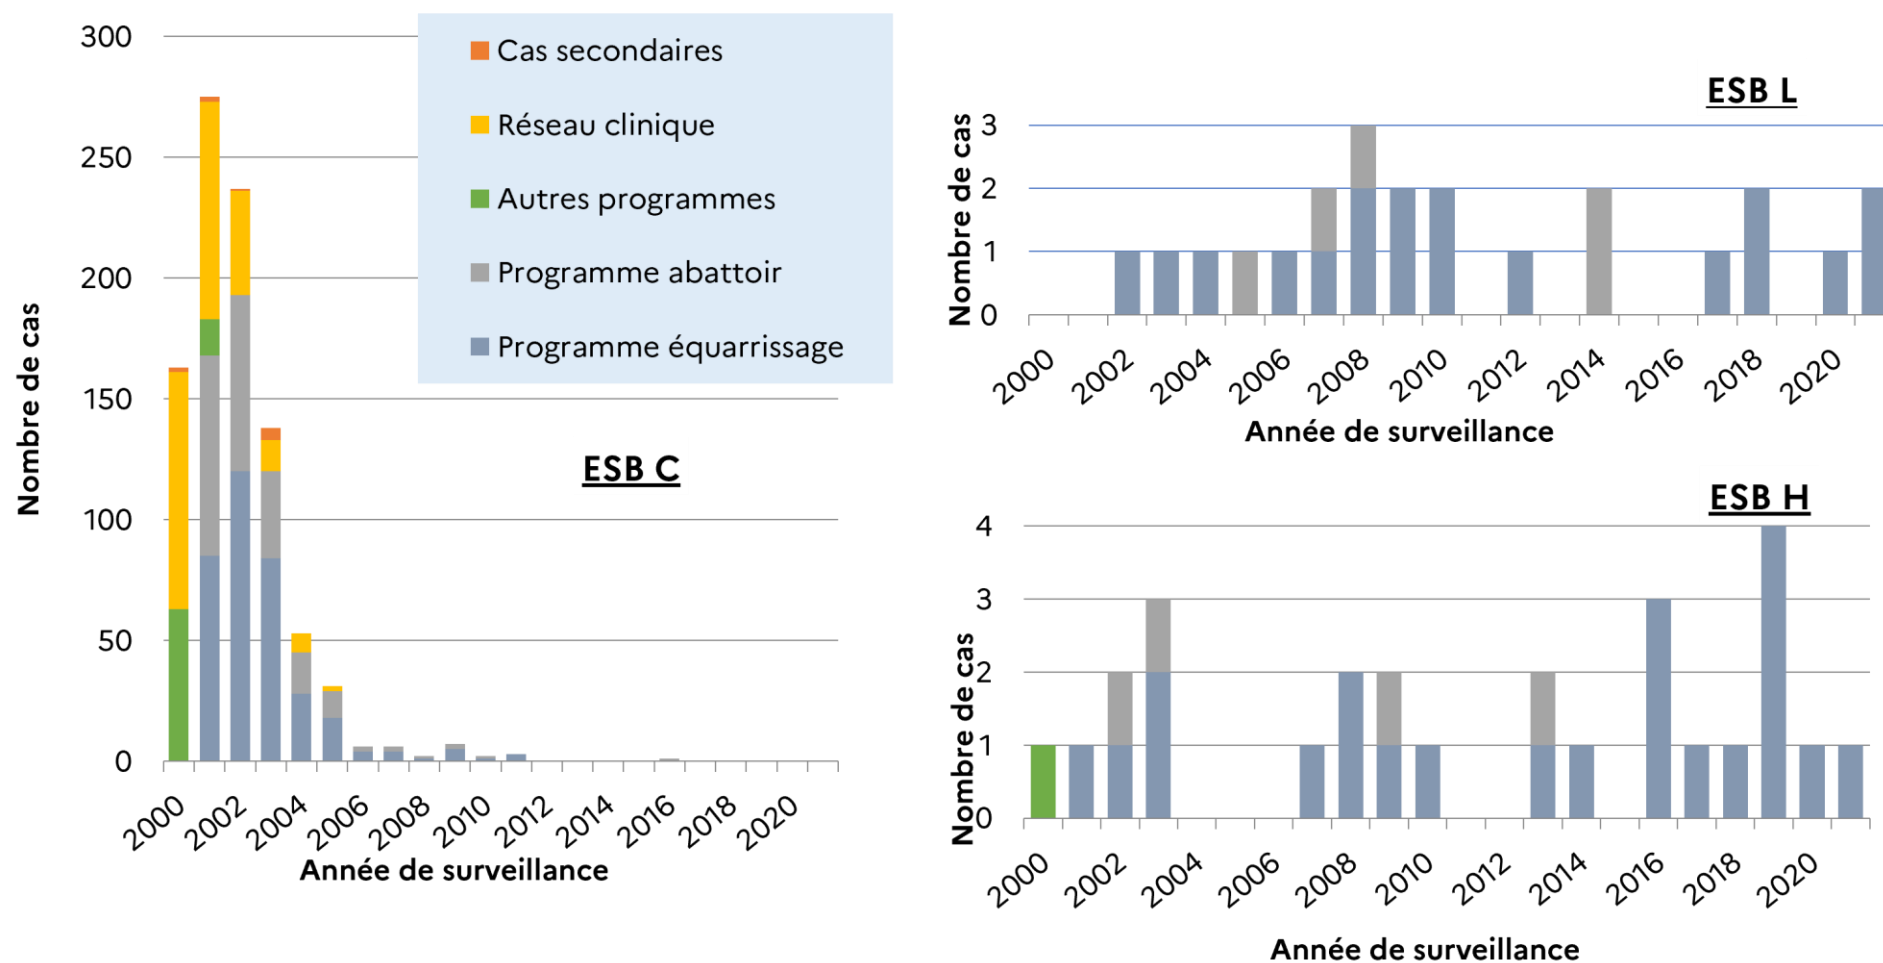 300
250
200
150
100
50
0
Nombre de cas
Cas secondaires
Réseau clinique
Autres programmes
Programme abattoir
Programme équarrissage
ESB C
2000 2002 2004 2006 2008 2010 2012 2014 2016 2018 2020
Année de surveillance
ESB L
Nombre de cas
3
2
1
0
2000 2002 2004 2006 2008 2010 2012 2014 2016 2018 2020
Année de surveillance
ESB H
Nombre de cas
4
3
2
1
0
2000 2002 2004 2006 2008 2010 2012 2014 2016 2018 2020
Année de surveillance